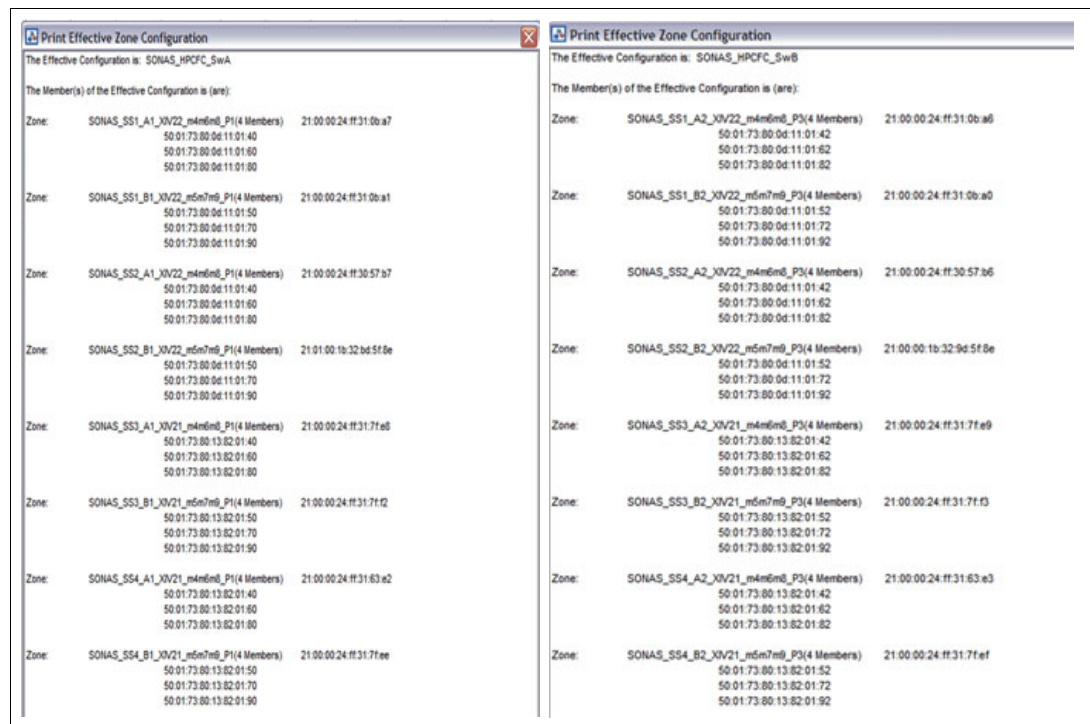 Print Effective Zone Configuration
The Effective Configuration is: SONAS_HPCFC_SwA
The Member(s) of the Effective Configuration is (are):
Zone: SONAS_SS1_A1_XIV22_m4m6m8_P1(4 Members) 21:00:00:24:ff:31:0b:a7
50:01:73:80:0d:11:01:40
50:01:73:80:0d:11:01:60
50:01:73:80:0d:11:01:80
Zone: SONAS_SS1_B1_XIV22_m5m7m9_P1(4 Members) 21:00:00:24:ff:31:0b:a1
50:01:73:80:0d:11:01:50
50:01:73:80:0d:11:01:70
50:01:73:80:0d:11:01:90
Zone: SONAS_SS2_A1_XIV22_m4m6m8_P1(4 Members) 21:00:00:24:ff:30:57:b7
50:01:73:80:0d:11:01:40
50:01:73:80:0d:11:01:60
50:01:73:80:0d:11:01:80
Zone: SONAS_SS2_B1_XIV22_m5m7m9_P1(4 Members) 21:01:00:1b:32:bd:5f:8e
50:01:73:80:0d:11:01:50
50:01:73:80:0d:11:01:70
50:01:73:80:0d:11:01:90
Zone: SONAS_SS3_A1_XIV21_m4m6m8_P1(4 Members) 21:00:00:24:ff:31:7f:e8
50:01:73:80:13:82:01:40
50:01:73:80:13:82:01:60
50:01:73:80:13:82:01:80
Zone: SONAS_SS3_B1_XIV21_m5m7m9_P1(4 Members) 21:00:00:24:ff:31:7f:f2
50:01:73:80:13:82:01:50
50:01:73:80:13:82:01:70
50:01:73:80:13:82:01:90
Zone: SONAS_SS4_A1_XIV21_m4m6m8_P1(4 Members) 21:00:00:24:ff:31:63:e2
50:01:73:80:13:82:01:40
50:01:73:80:13:82:01:60
50:01:73:80:13:82:01:80
Zone: SONAS_SS4_B1_XIV21_m5m7m9_P1(4 Members) 21:00:00:24:ff:31:7f:ee
50:01:73:80:13:82:01:50
50:01:73:80:13:82:01:70
50:01:73:80:13:82:01:90
Print Effective Zone Configuration
The Effective Configuration is: SONAS_HPCFC_SwB
The Member(s) of the Effective Configuration is (are):
Zone: SONAS_SS1_A2_XIV22_m4m6m8_P3(4 Members) 21:00:00:24:ff:31:0b:a6
50:01:73:80:0d:11:01:42
50:01:73:80:0d:11:01:62
50:01:73:80:0d:11:01:82
Zone: SONAS_SS1_B2_XIV22_m5m7m9_P3(4 Members) 21:00:00:24:ff:31:0b:a0
50:01:73:80:0d:11:01:52
50:01:73:80:0d:11:01:72
50:01:73:80:0d:11:01:92
Zone: SONAS_SS2_A2_XIV22_m4m6m8_P3(4 Members) 21:00:00:24:ff:30:57:b6
50:01:73:80:0d:11:01:42
50:01:73:80:0d:11:01:62
50:01:73:80:0d:11:01:82
Zone: SONAS_SS2_B2_XIV22_m5m7m9_P3(4 Members) 21:00:00:1b:32:9d:5f:8e
50:01:73:80:0d:11:01:52
50:01:73:80:0d:11:01:72
50:01:73:80:0d:11:01:92
Zone: SONAS_SS3_A2_XIV21_m4m6m8_P3(4 Members) 21:00:00:24:ff:31:7f:e9
50:01:73:80:13:82:01:42
50:01:73:80:13:82:01:62
50:01:73:80:13:82:01:82
Zone: SONAS_SS3_B2_XIV21_m5m7m9_P3(4 Members) 21:00:00:24:ff:31:7f:f3
50:01:73:80:13:82:01:52
50:01:73:80:13:82:01:72
50:01:73:80:13:82:01:92
Zone: SONAS_SS4_A2_XIV21_m4m6m8_P3(4 Members) 21:00:00:24:ff:31:63:e3
50:01:73:80:13:82:01:42
50:01:73:80:13:82:01:62
50:01:73:80:13:82:01:82
Zone: SONAS_SS4_B2_XIV21_m5m7m9_P3(4 Members) 21:00:00:24:ff:31:7f:ef
50:01:73:80:13:82:01:52
50:01:73:80:13:82:01:72
50:01:73:80:13:82:01:92